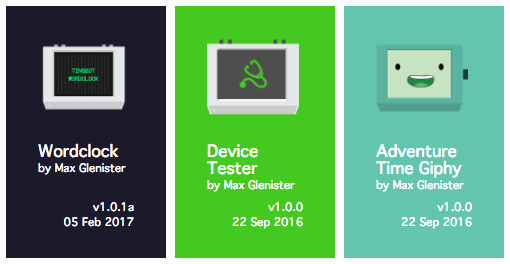 TINGBOT
WORDCLOCK
Wordclock
by Max Glenister
v1.0.1a
05 Feb 2017
Device
Tester
by Max Glenister
v1.0.0
22 Sep 2016
Adventure
Time Giphy
by Max Glenister
v1.0.0
22 Sep 2016